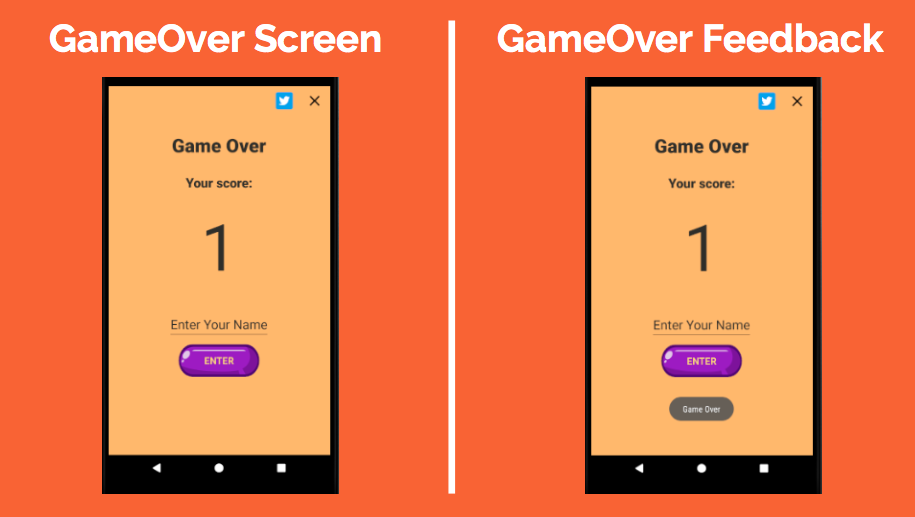 GameOver Screen
Game Over
Your score:
1
Enter Your Name
ENTER
GameOver Feedback
Game Over
Your score:
1
Enter Your Name
ENTER
Game Over